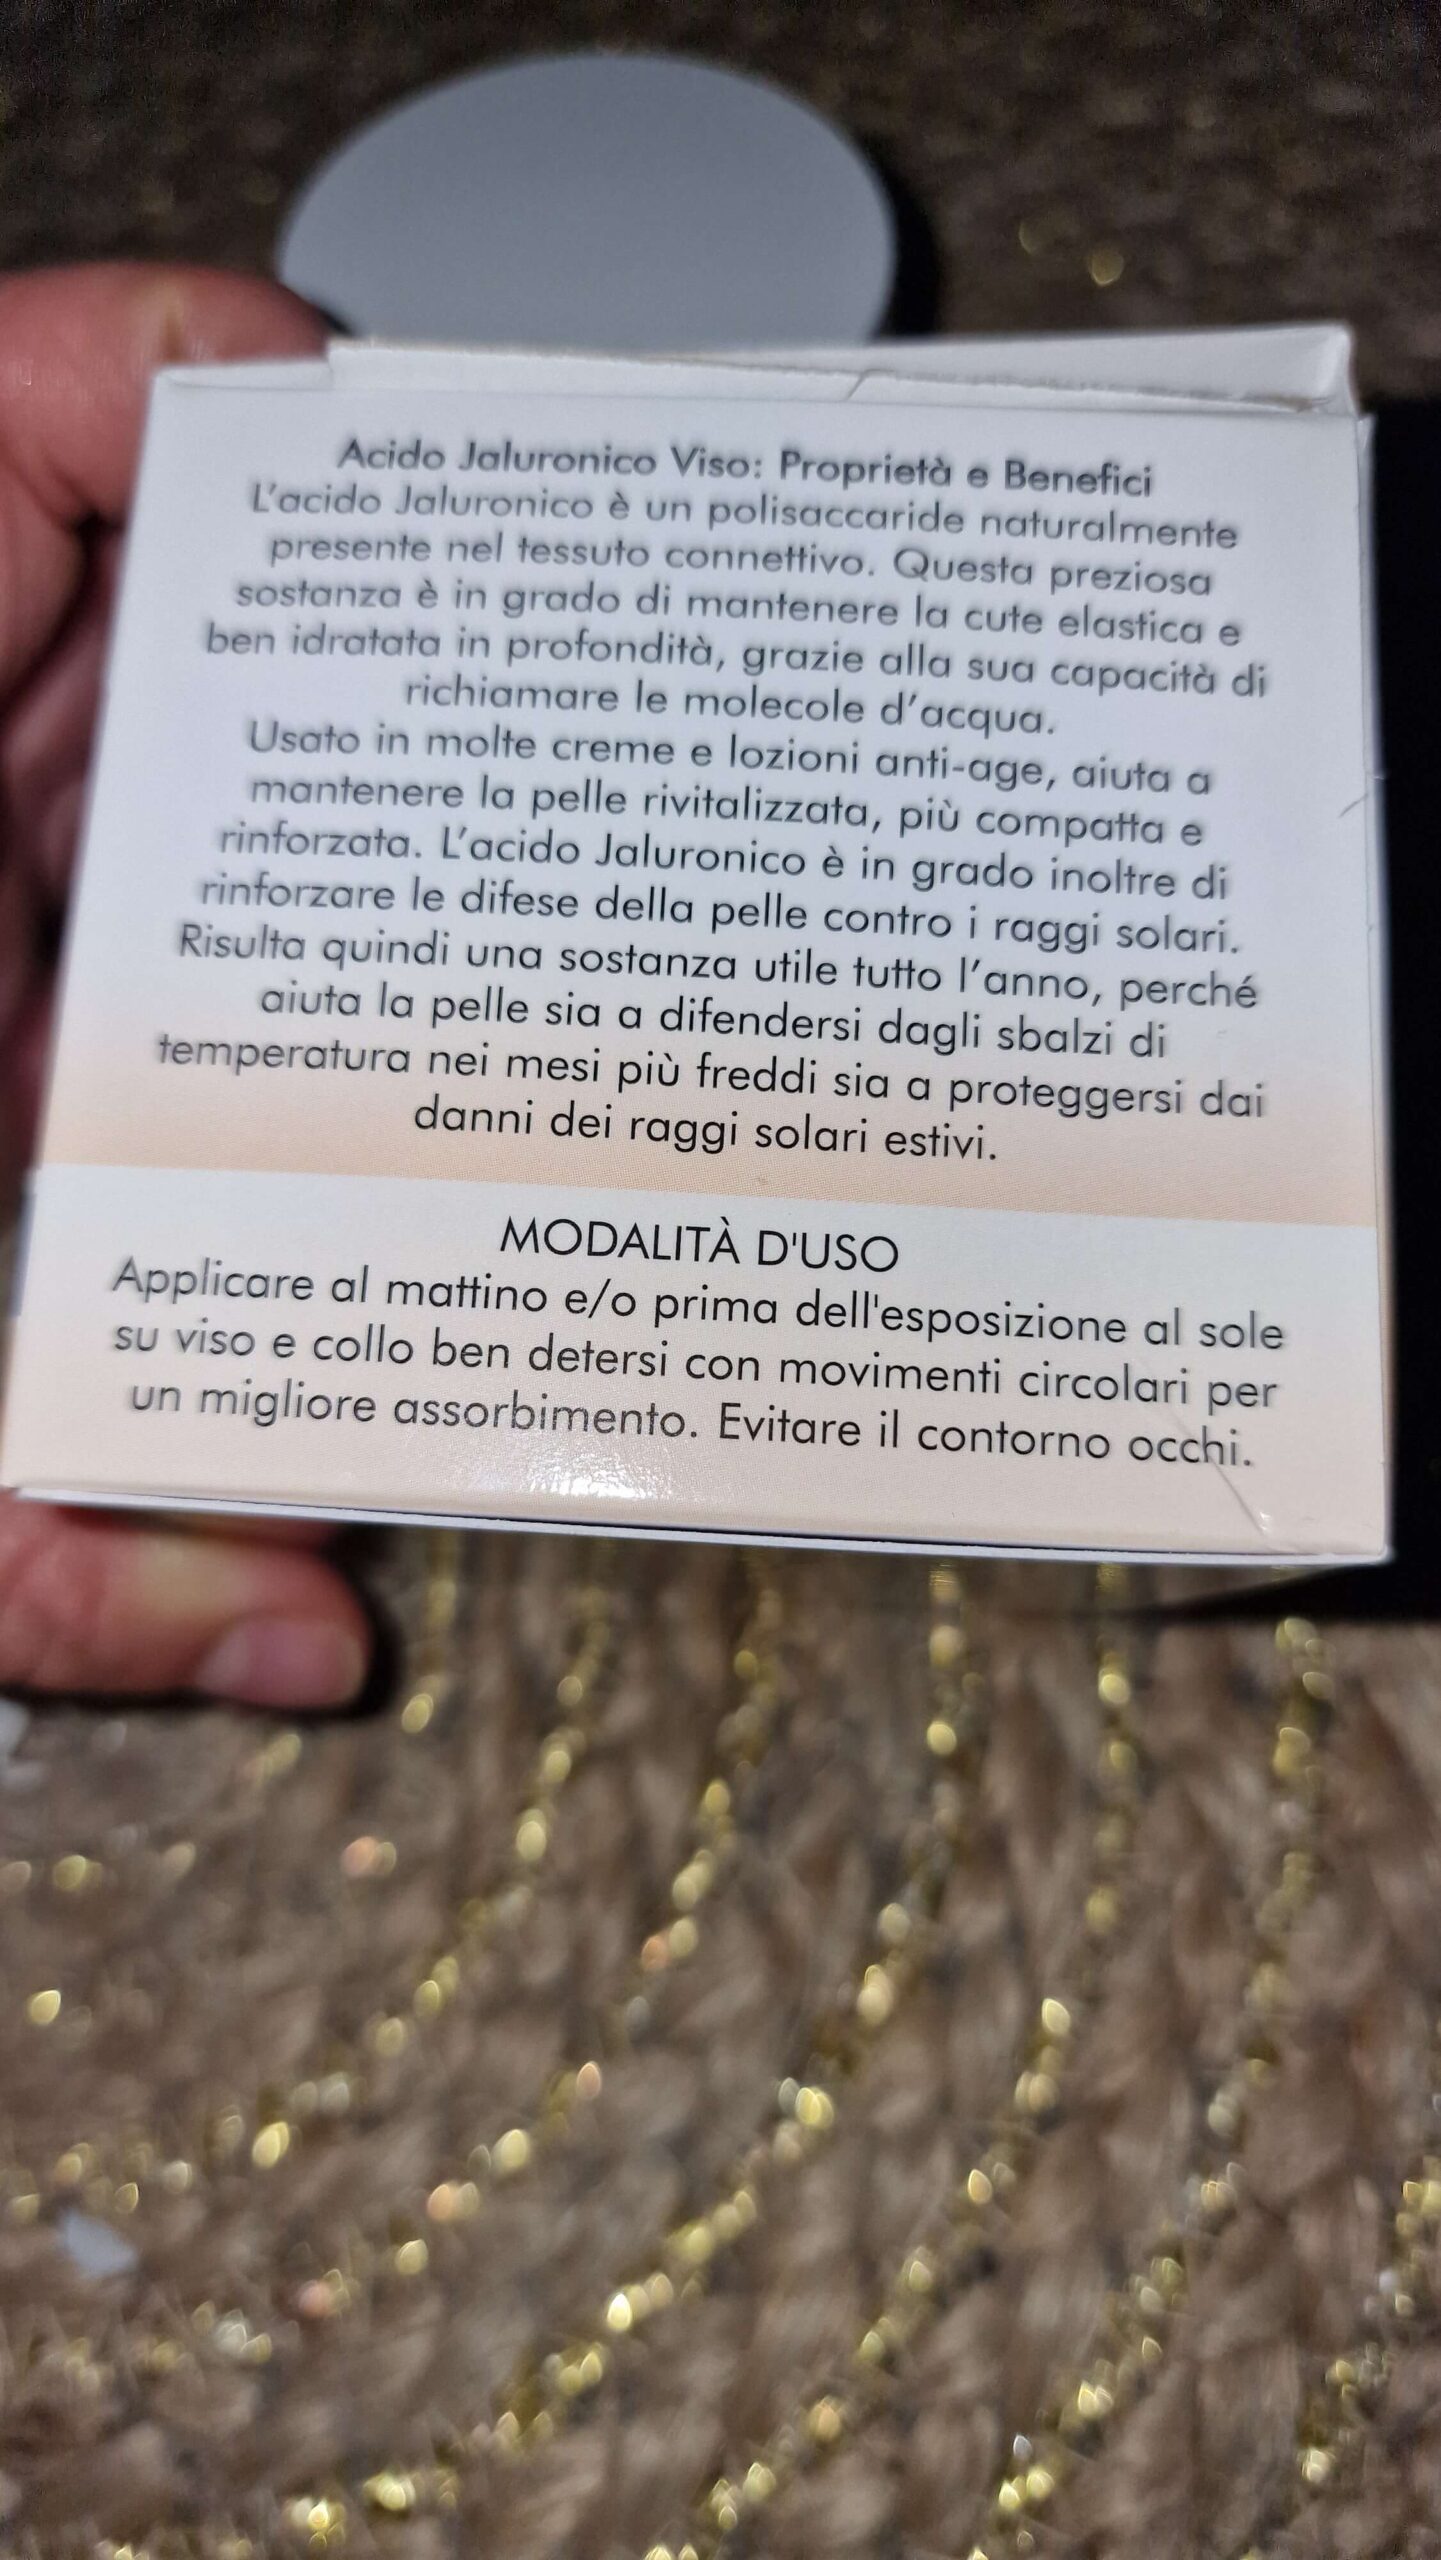 Acido Jaluronico Viso: Proprietà e Benefici
L'acido Jaluronico è un polisaccaride naturalmente
presente nel tessuto connettivo. Questa preziosa
sostanza è in grado di mantenere la cute elastica e
ben idratata in profondità, grazie alla sua capacità di
richiamare le molecole d'acqua.
Usato in molte creme e lozioni anti-age, aiuta a
mantenere la pelle rivitalizzata, più compatta e
rinforzata. L'acido Jaluronico è in grado inoltre di
rinforzare le difese della pelle contro i raggi solari.
Risulta quindi una sostanza utile tutto l'anno, perché
aiuta la pelle sia a difendersi dagli sbalzi di
temperatura nei mesi più freddi sia a proteggersi dai
danni dei raggi solari estivi.
MODALITÀ D'USO
Applicare al mattino e/o prima dell'esposizione al sole
su viso e collo ben detersi con movimenti circolari per
un migliore assorbimento. Evitare il contorno occhi.